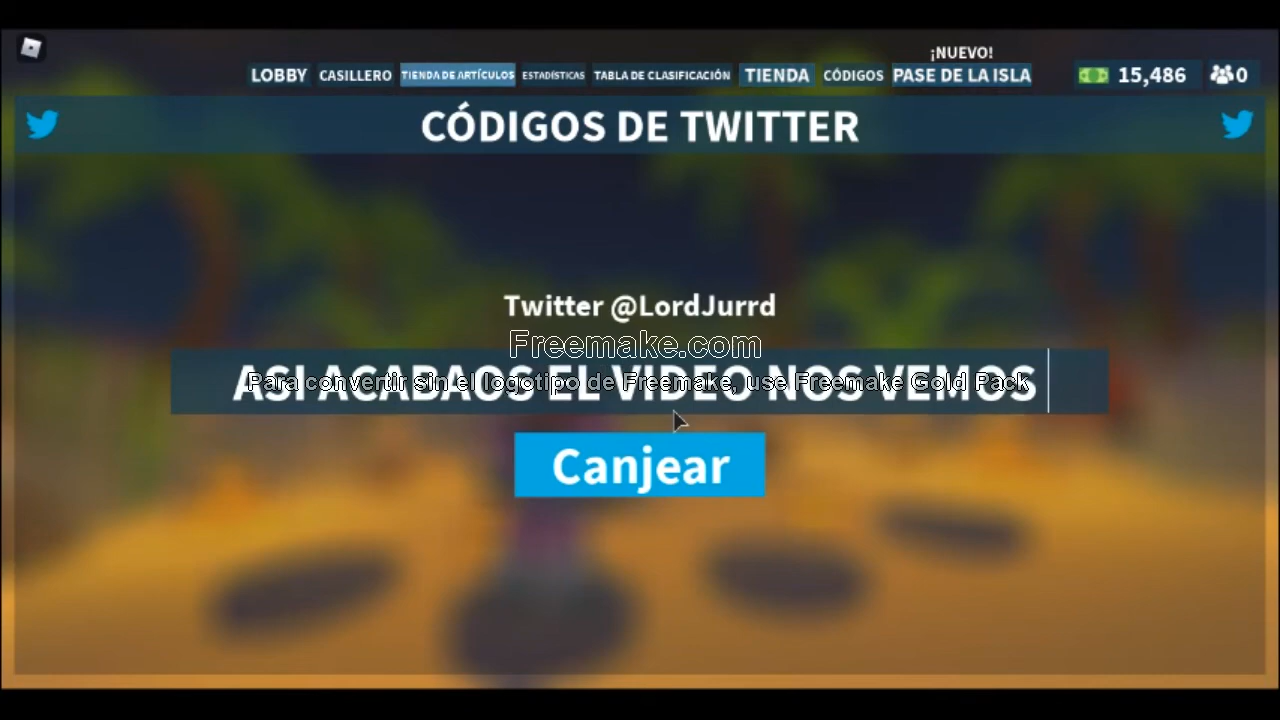 ¡NUEVO!
LOBBY CASILLERO TIENDA DE ARTÍCULOS ESTADÍSTICAS TABLA DE CLASIFICACIÓN TIENDA CÓDIGOS PASE DE LA ISLA 15,486 0
CÓDIGOS DE TWITTER
Twitter @LordJurrd
Freemake.com
ASI ACABAOS EL VIDEO NOS VEMOS
Para convertir sin el logotipo de Freemake, use Freemake Gold Pack
Canjear